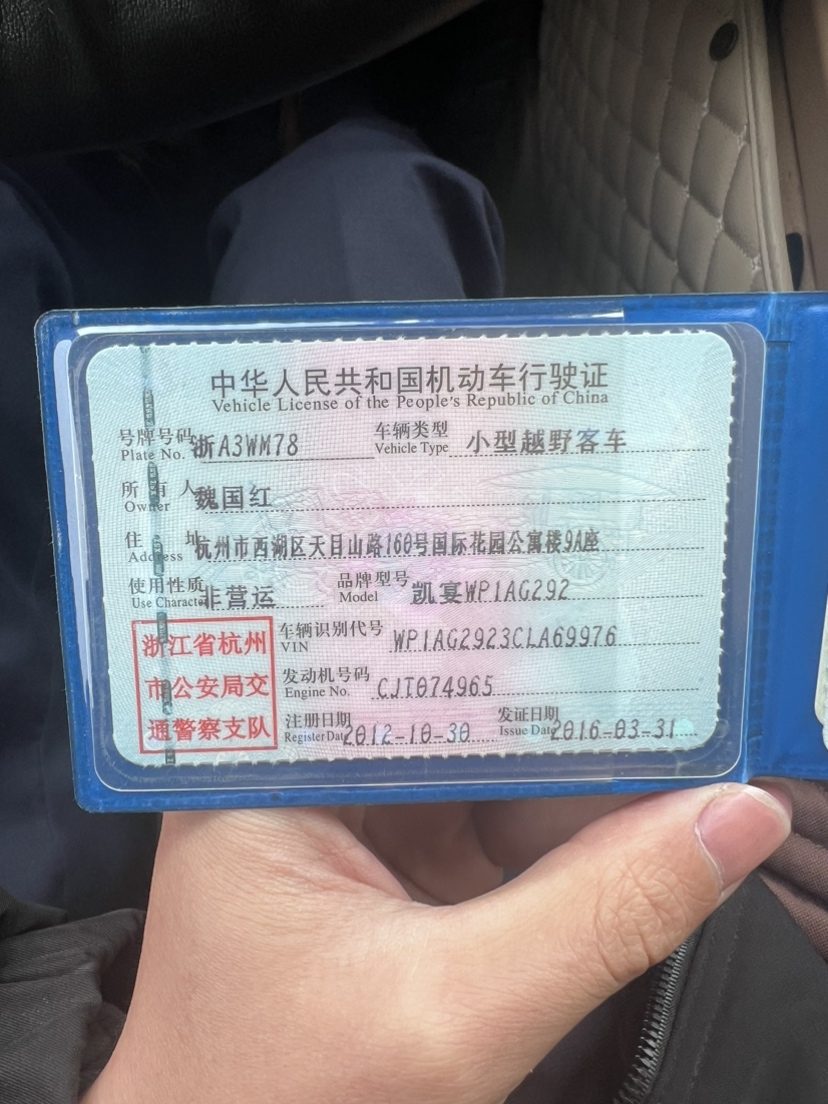 中华人民共和国机动车行驶证
Vehicle License of the People's Republic of China
号牌号码 浙A3WM78 车辆类型 小型越野客车
Plate No. Vehicle Type
所有人 魏国红
Owner
住址 杭州市西湖区天目山路160号国际花园公寓楼9A座
Address
使用性质 非营运 品牌型号 凯宴WP1AG292
Use Character Model
浙江省杭州
市公安局交
通警察支队
车辆识别代号 WP1AG2923CLA69976
VIN
发动机号码 CJT074965
Engine No.
注册日期 2012-10-30 发证日期 2016-03-31
Register Date Issue Date